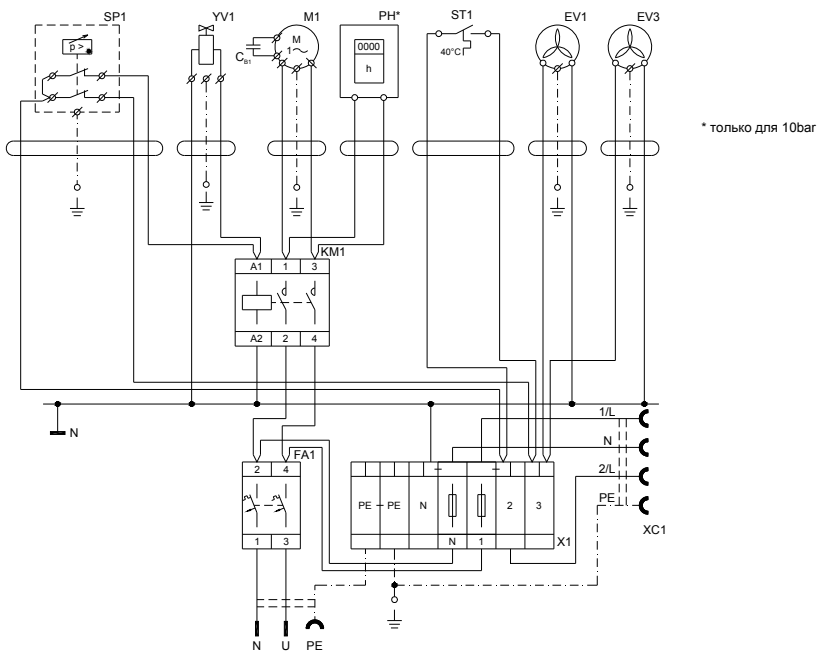 SP1 YV1 M1 PH* ST1 EV1 EV3
p > C B1 M 1 0000 h 40°C
* только для 10bar
KM1
A1 1 3
A2 2 4
N
1/L
N
2/L
PE
XC1
FA1
2 4
1 3
PE PE N 2 3
N 1
X1
N U PE